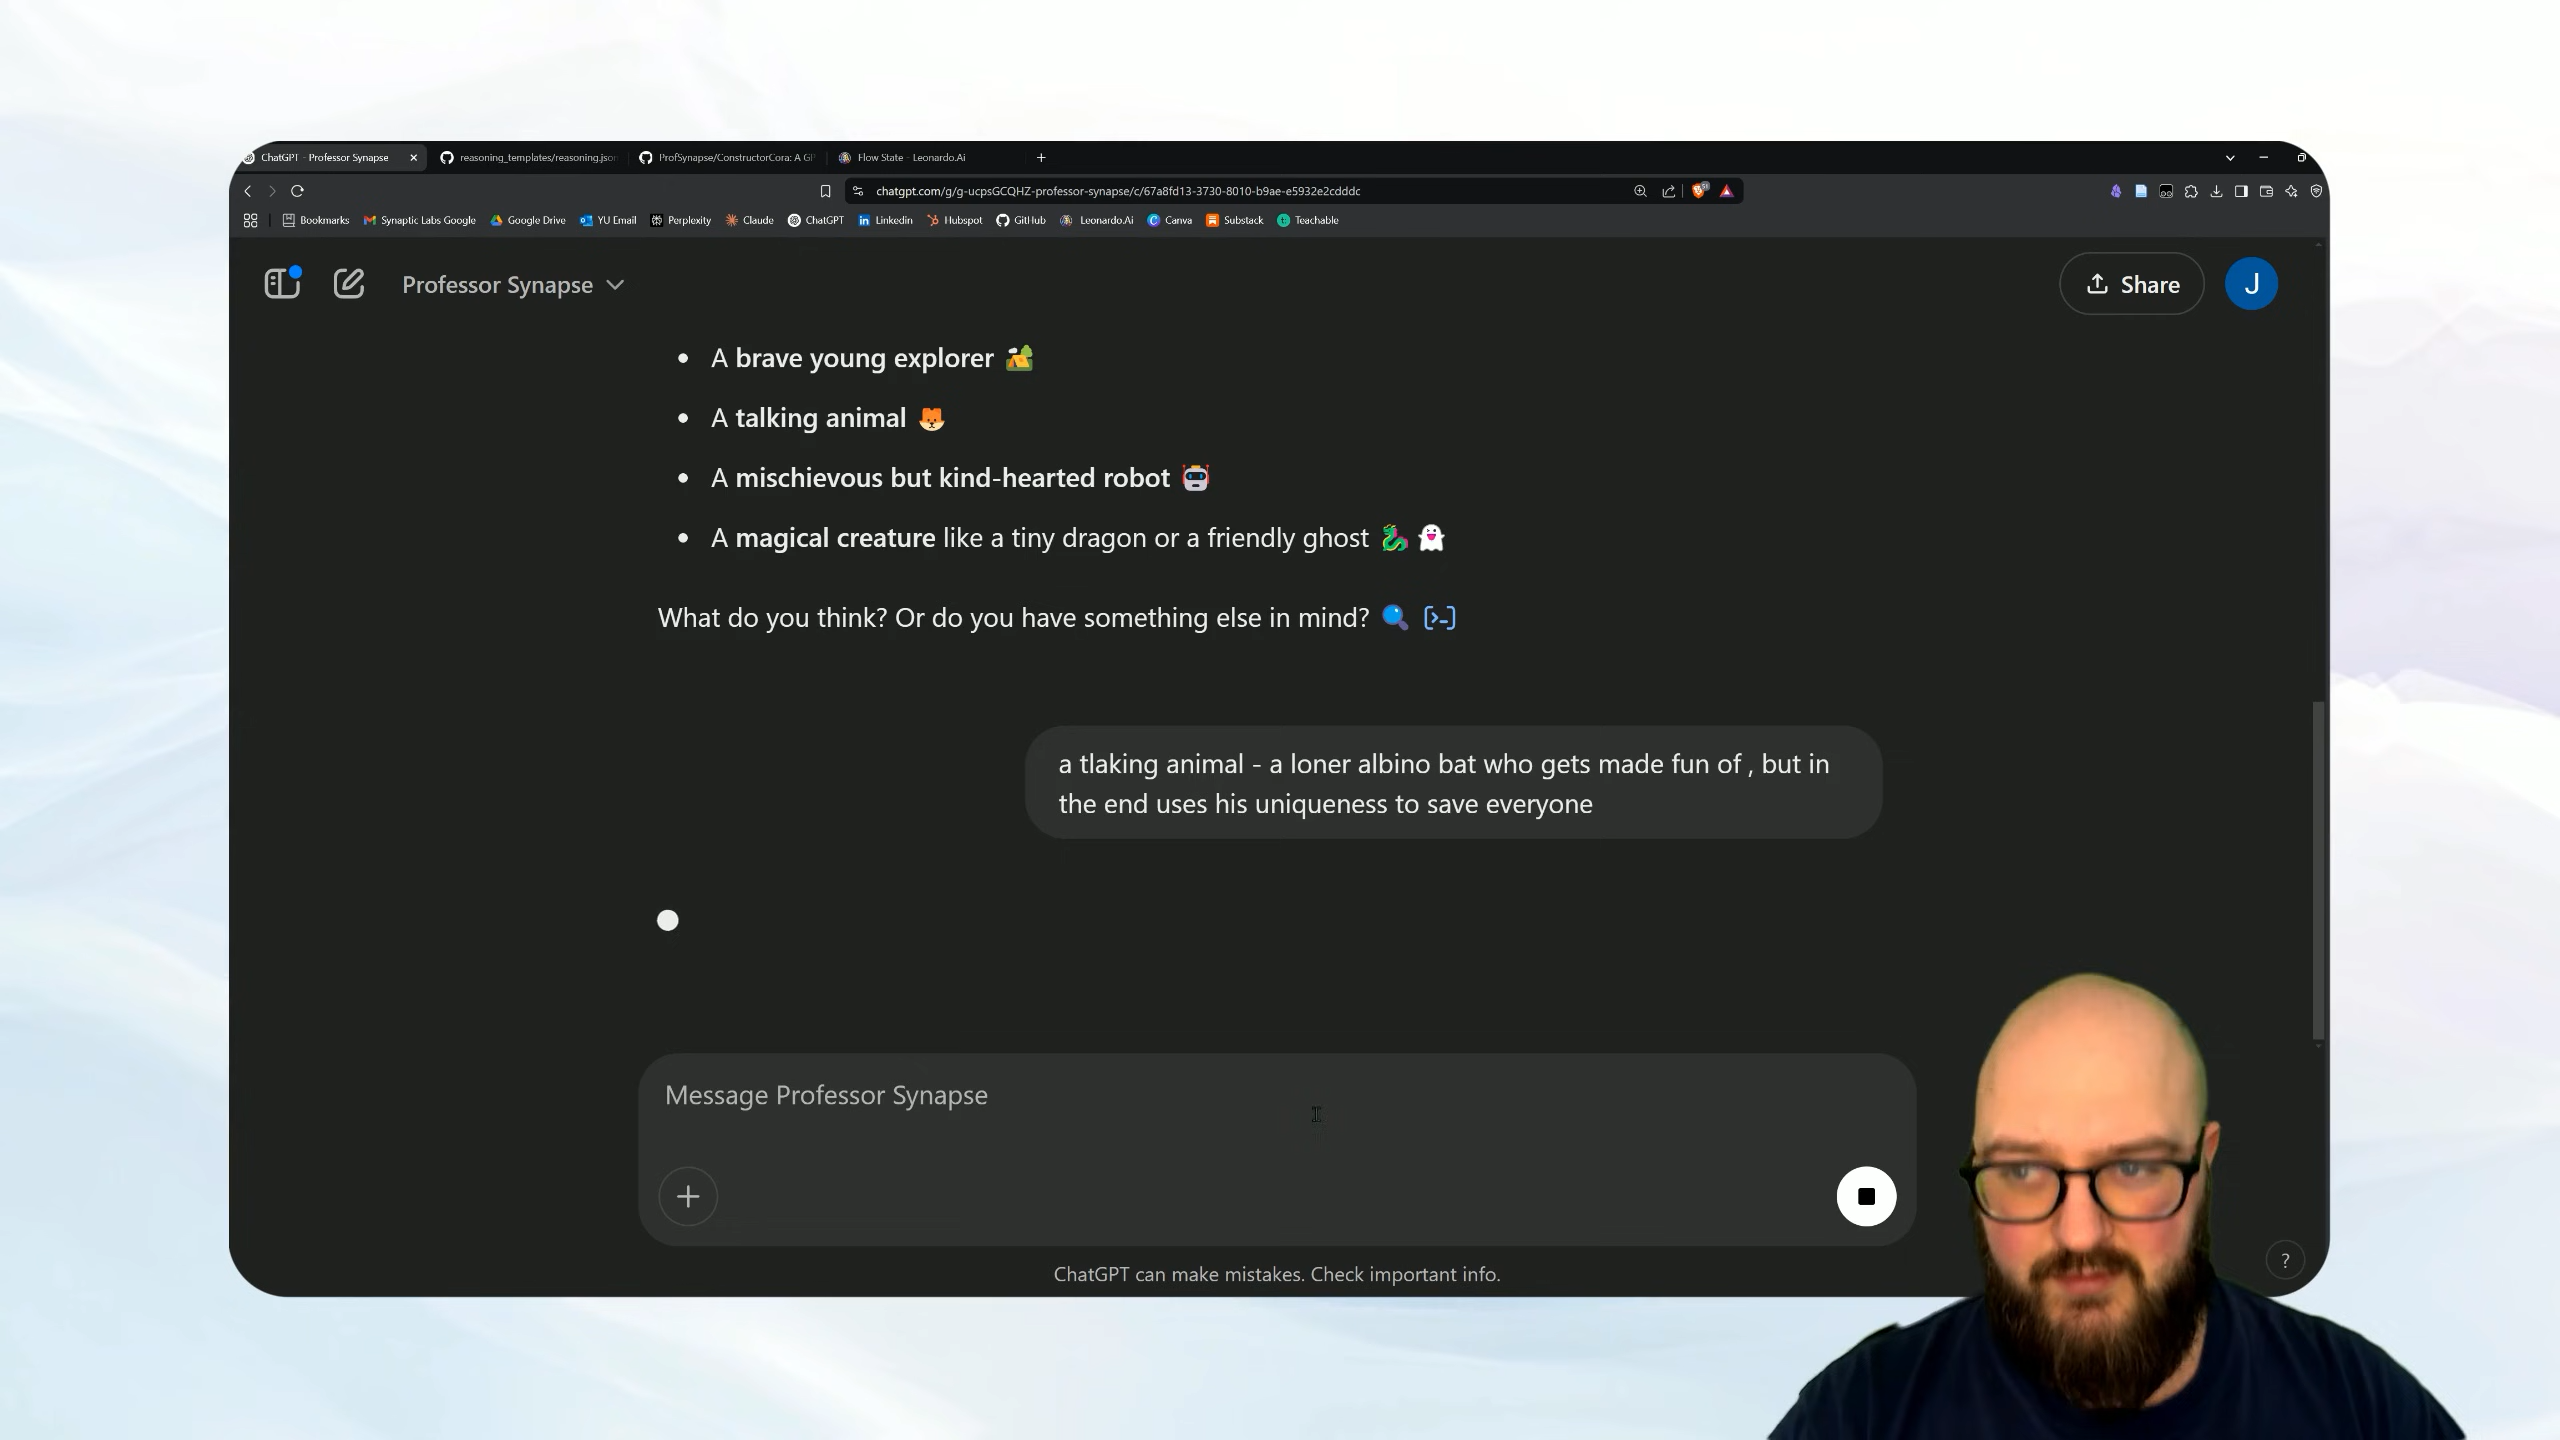 ChatGPT - Professor Synapse
reasoning_templates/reasoning.json
ProfSynapse/ConstructorCora: A GP
Flow State - Leonardo.Ai
chatgpt.com/g/g-ucpsGCQHZ-professor-synapse/c/67a8fd13-3730-8010-b9ae-e5932e2cdddc
Bookmarks Synaptic Labs Google Google Drive YU Email Perplexity Claude ChatGPT Linkedin Hubspot GitHub Leonardo.Ai Canva Substack Teachable
Professor Synapse
Share
J
• A brave young explorer
• A talking animal
• A mischievous but kind-hearted robot
• A magical creature like a tiny dragon or a friendly ghost
What do you think? Or do you have something else in mind?
a tlaking animal - a loner albino bat who gets made fun of , but in
the end uses his uniqueness to save everyone
Message Professor Synapse
ChatGPT can make mistakes. Check important info.
?